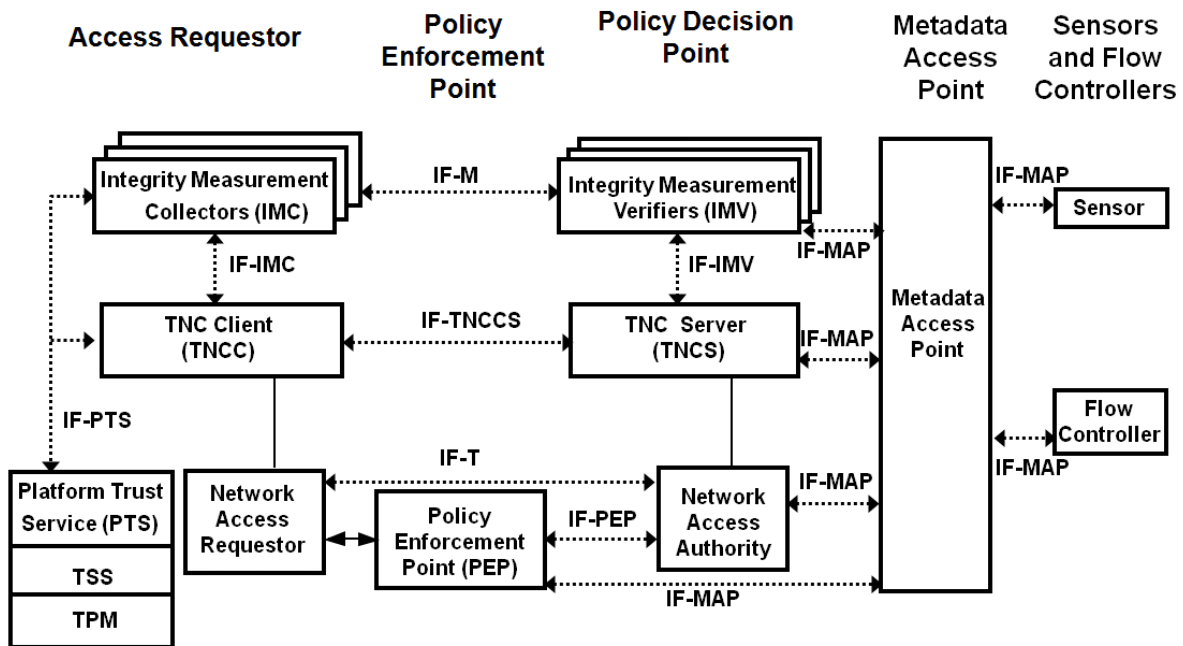 Access Requestor
Policy
Enforcement
Point
Policy Decision
Point
Metadata
Access
Point
Sensors
and Flow
Controllers
Integrity Measurement
Collectors (IMC)
IF-M
Integrity Measurement
Verifiers (IMV)
IF-MAP
Sensor
IF-MAP
IF-IMC
IF-IMV
TNC Client
(TNCC)
IF-TNCCS
TNC Server
(TNCS)
IF-MAP
Metadata
Access
Point
IF-PTS
Flow
Controller
IF-MAP
IF-T
IF-MAP
Platform Trust
Service (PTS)
TSS
TPM
Network
Access
Requestor
Policy
Enforcement
Point (PEP)
IF-PEP
Network
Access
Authority
IF-MAP